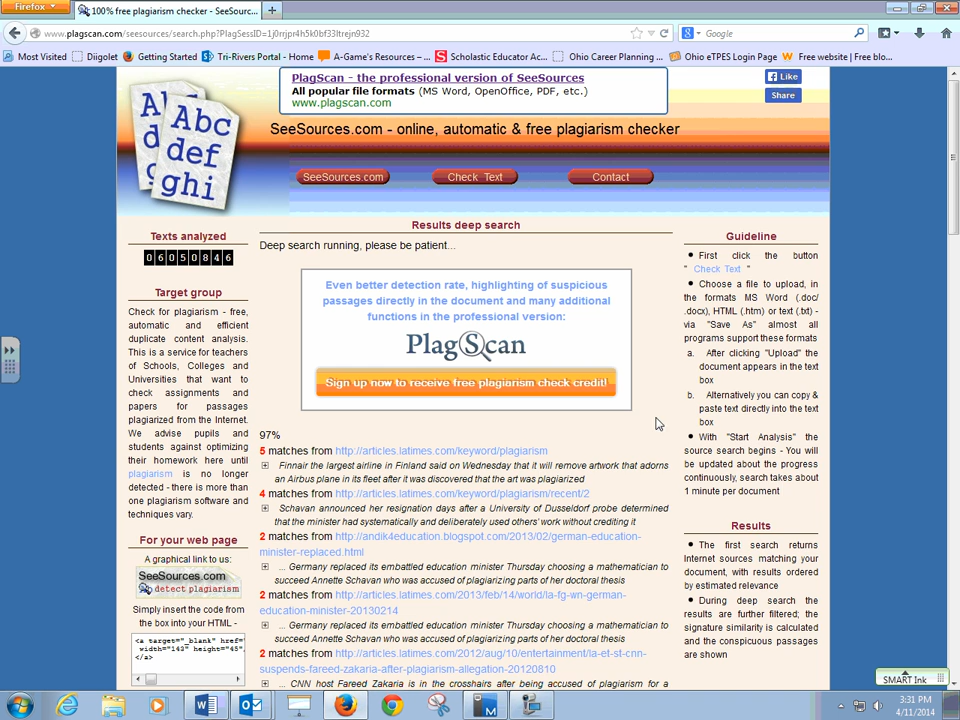 Firefox
100% free plagiarism checker - SeeSourc...
www.plagscan.com/seesources/search.php?PlagSessID=1j0rrjpr4h5k0bf33ltrejn932
Google
Most Visited
Diigolet
Getting Started
Tri-Rivers Portal - Home
A-Game's Resources -...
Scholastic Educator Ac...
Ohio Career Planning ...
Ohio eTPES Login Page
Free website | Free blo...
PlagScan - the professional version of SeeSources
All popular file formats (MS Word, OpenOffice, PDF, etc.)
www.plagscan.com
Like
Share
Abc
def
ghi
SeeSources.com - online, automatic & free plagiarism checker
SeeSources.com
Check Text
Contact
Texts analyzed
06050846
Target group
Check for plagiarism - free,
automatic and efficient
duplicate content analysis.
This is a service for teachers
of Schools, Colleges and
Universities that want to
check assignments and
papers for passages
plagiarized from the Internet.
We advise pupils and
students against optimizing
their homework here until
plagiarism is no longer
detected - there is more than
one plagiarism software and
techniques vary.
For your web page
A graphical link to us:
SeeSources.com
detect plagiarism
Simply insert the code from
the box into your HTML -
<a target="_blank" href=
width="143" height="45"
</a>
Results deep search
Deep search running, please be patient...
Even better detection rate, highlighting of suspicious
passages directly in the document and many additional
functions in the professional version:
PlagScan
Sign up now to receive free plagiarism check credit!
97%
5 matches from http://articles.latimes.com/keyword/plagiarism
Finnair the largest airline in Finland said on Wednesday that it will remove artwork that adorns
an Airbus plane in its fleet after it was discovered that the art was plagiarized
4 matches from http://articles.latimes.com/keyword/plagiarism/recent/2
Schavan announced her resignation days after a University of Dusseldorf probe determined
that the minister had systematically and deliberately used others' work without crediting it
2 matches from http://andik4education.blogspot.com/2013/02/german-education-
minister-replaced.html
... Germany replaced its embattled education minister Thursday choosing a mathematician to
succeed Annette Schavan who was accused of plagiarizing parts of her doctoral thesis
2 matches from http://articles.latimes.com/2013/feb/14/world/la-fg-wn-german-
education-minister-20130214
... Germany replaced its embattled education minister Thursday choosing a mathematician to
succeed Annette Schavan who was accused of plagiarizing parts of her doctoral thesis
2 matches from http://articles.latimes.com/2012/aug/10/entertainment/la-et-st-cnn-
suspends-fareed-zakaria-after-plagiarism-allegation-20120810
... CNN host Fareed Zakaria is in the crosshairs after being accused of plagiarism for a
Guideline
First click the button
" Check Text "
Choose a file to upload, in
the formats MS Word (.doc/
.docx), HTML (.htm) or text (.txt) -
via "Save As" almost all
programs support these formats
a. After clicking "Upload" the
document appears in the text
box
b. Alternatively you can copy &
paste text directly into the text
box
With "Start Analysis" the
source search begins - You will
be updated about the progress
continuously, search takes about
1 minute per document
Results
The first search returns
Internet sources matching your
document, with results ordered
by estimated relevance
During deep search the
results are further filtered; the
signature similarity is calculated
and the conspicuous passages
are shown
SMART Ink
3:31 PM
4/11/2014